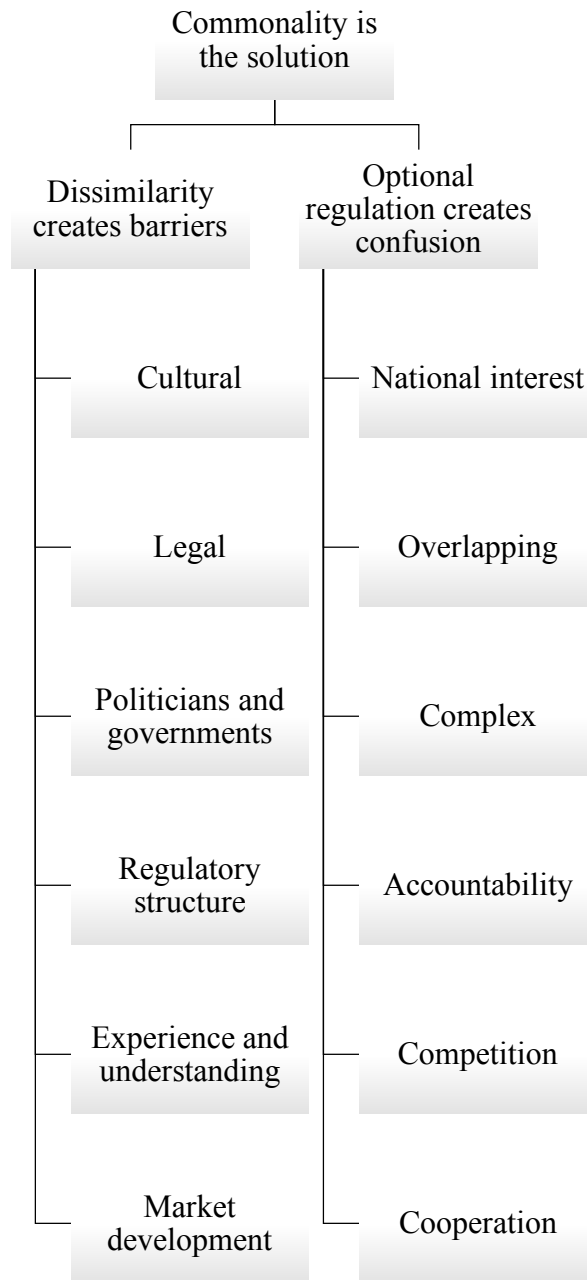 Commonality is
the solution
Dissimilarity
creates barriers
Cultural
Legal
Politicians and
governments
Regulatory
structure
Experience and
understanding
Market
development
Optional
regulation creates
confusion
National interest
Overlapping
Complex
Accountability
Competition
Cooperation